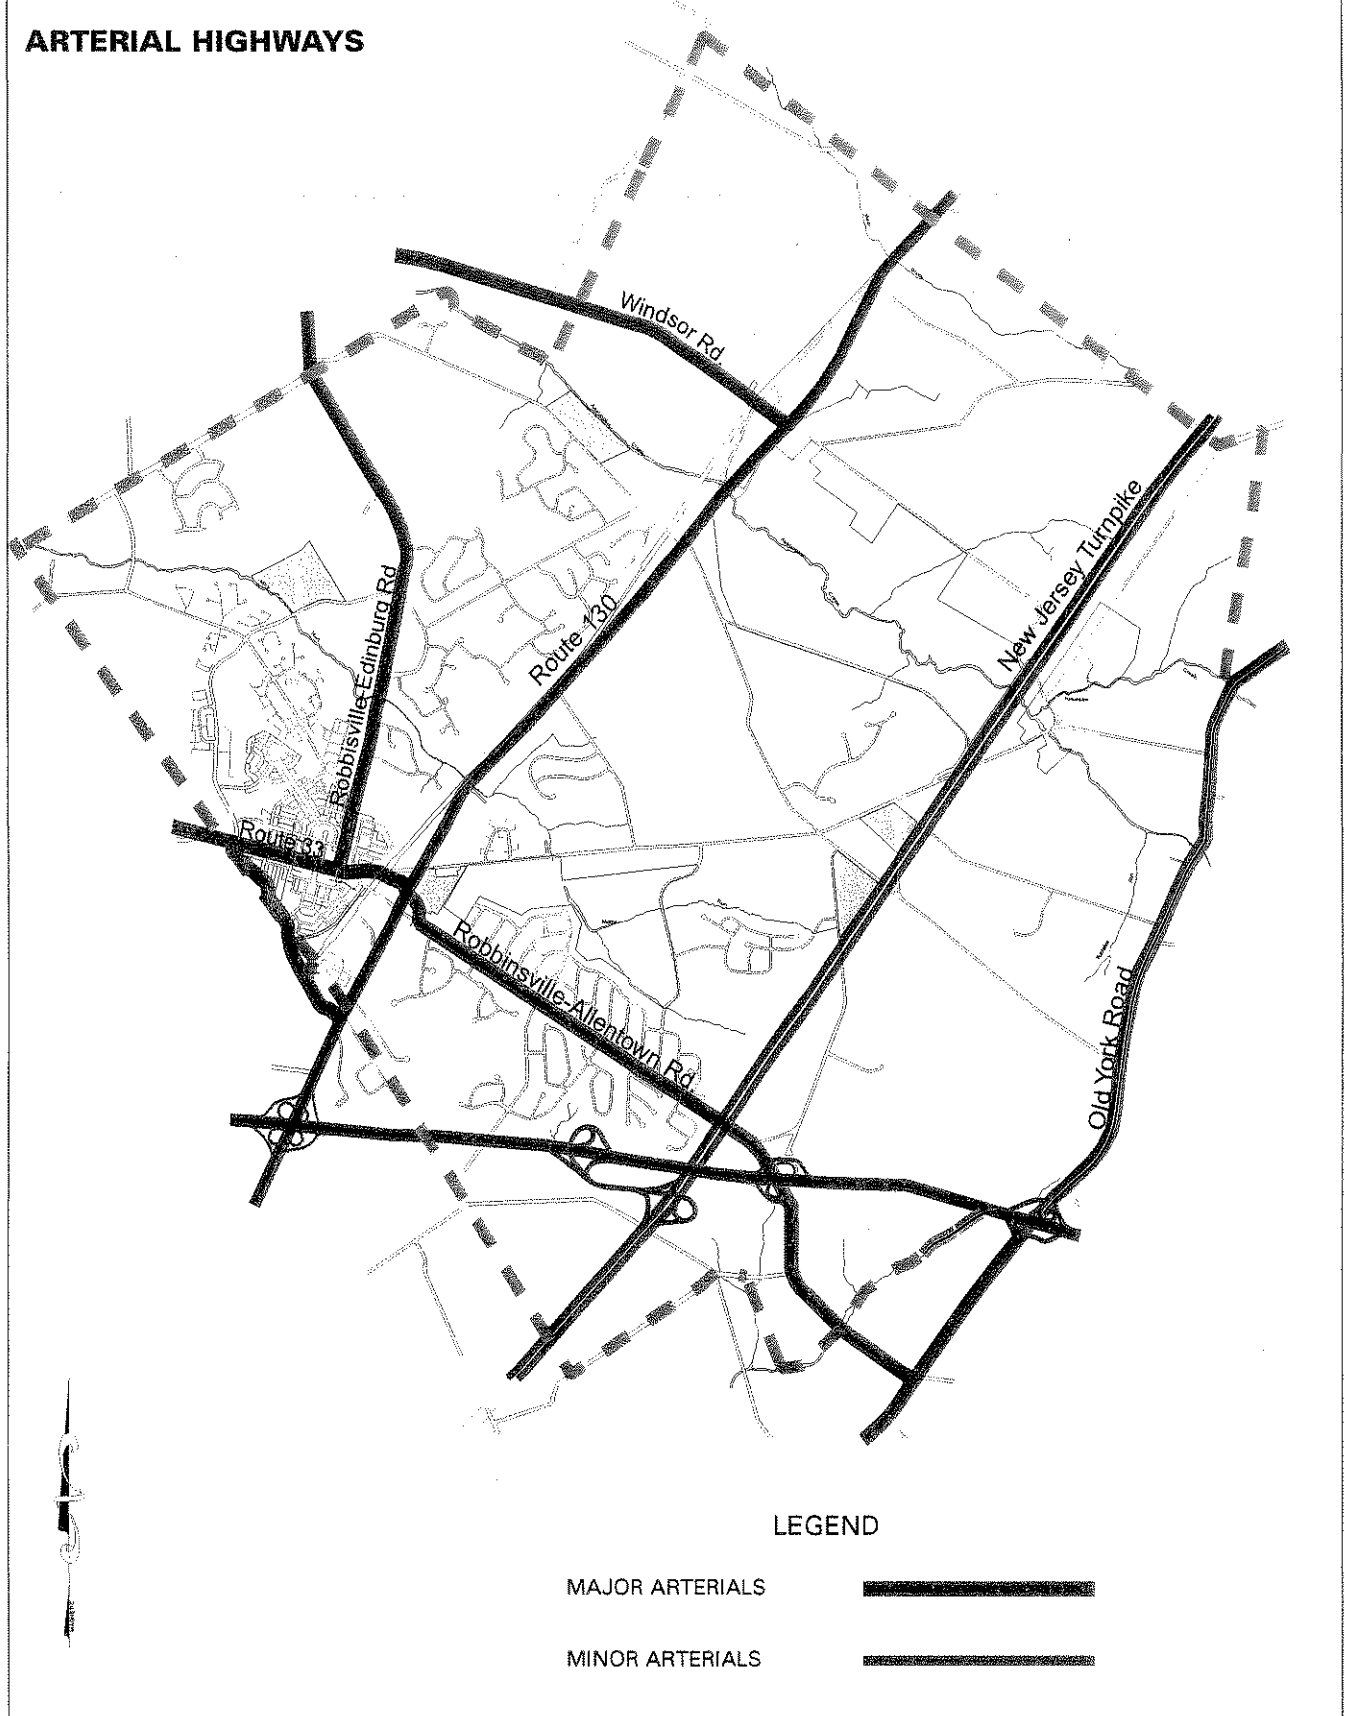 ARTERIAL HIGHWAYS
Windsor Rd.
New Jersey Turnpike
Route 130
Robbisville-Edinburg Rd
Route 33
Robbinsville-Allentown Rd
Old York Road
LEGEND
MAJOR ARTERIALS
MINOR ARTERIALS